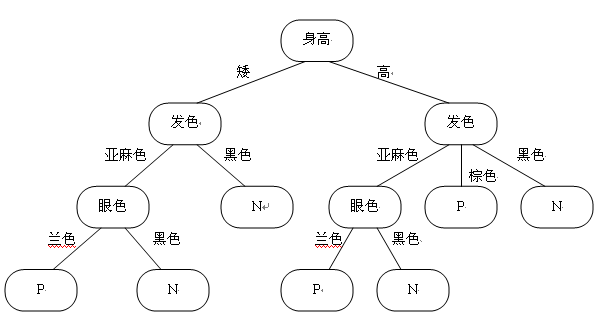 身高
矮 高
发色 发色
亚麻色 黑色 亚麻色 棕色 黑色
眼色 N 眼色 P N
兰色 黑色 兰色 黑色
P N P N